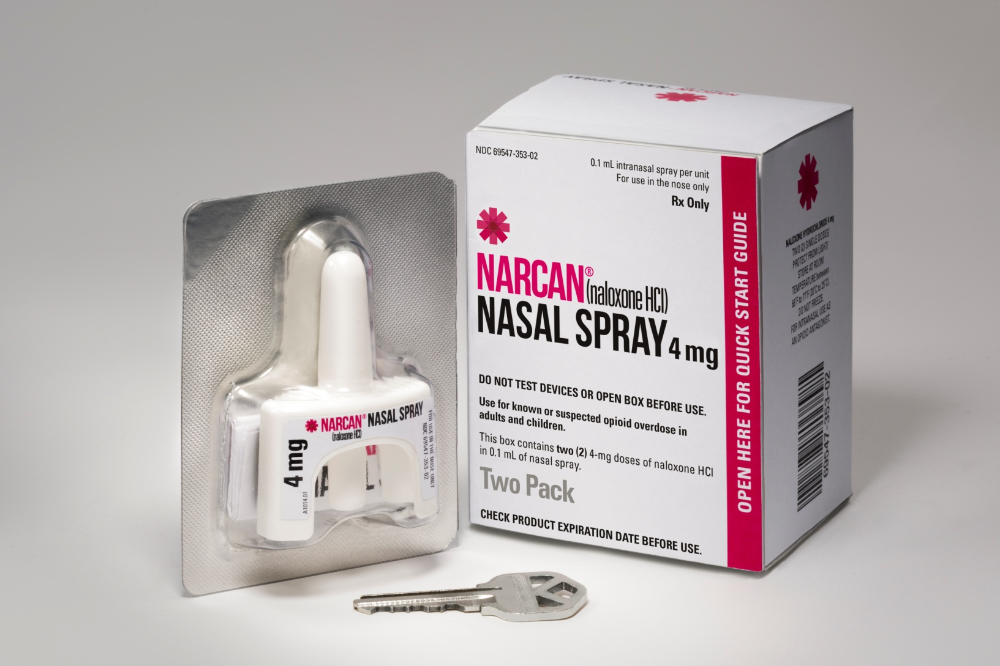 NARCAN® NASAL SPRAY
(naloxone HCl)
4 mg
A1014.01
FOR USE IN THE NOSE ONLY
NDC 69547-353-02
NARCAN® NASAL SPRAY
NDC 69547-353-02
0.1 mL intranasal spray per unit
For use in the nose only
Rx Only
NARCAN®
(naloxone HCl)
NASAL SPRAY 4 mg
DO NOT TEST DEVICES OR OPEN BOX BEFORE USE.
Use for known or suspected opioid overdose in
adults and children.
This box contains two (2) 4-mg doses of naloxone HCl
in 0.1 mL of nasal spray.
Two Pack
CHECK PRODUCT EXPIRATION DATE BEFORE USE.
OPEN HERE FOR QUICK START GUIDE
NALOXONE HYDROCHLORIDE 4 mg
TWO (2) SINGLE DOSES/
PROTECT FROM LIGHT/
STORE AT ROOM
TEMPERATURE between
68°F to 77°F (20°C to 25°C).
DO NOT FREEZE.
FOR INTRANASAL USE AS
AN OPIOID ANTAGONIST.
69547-353-02